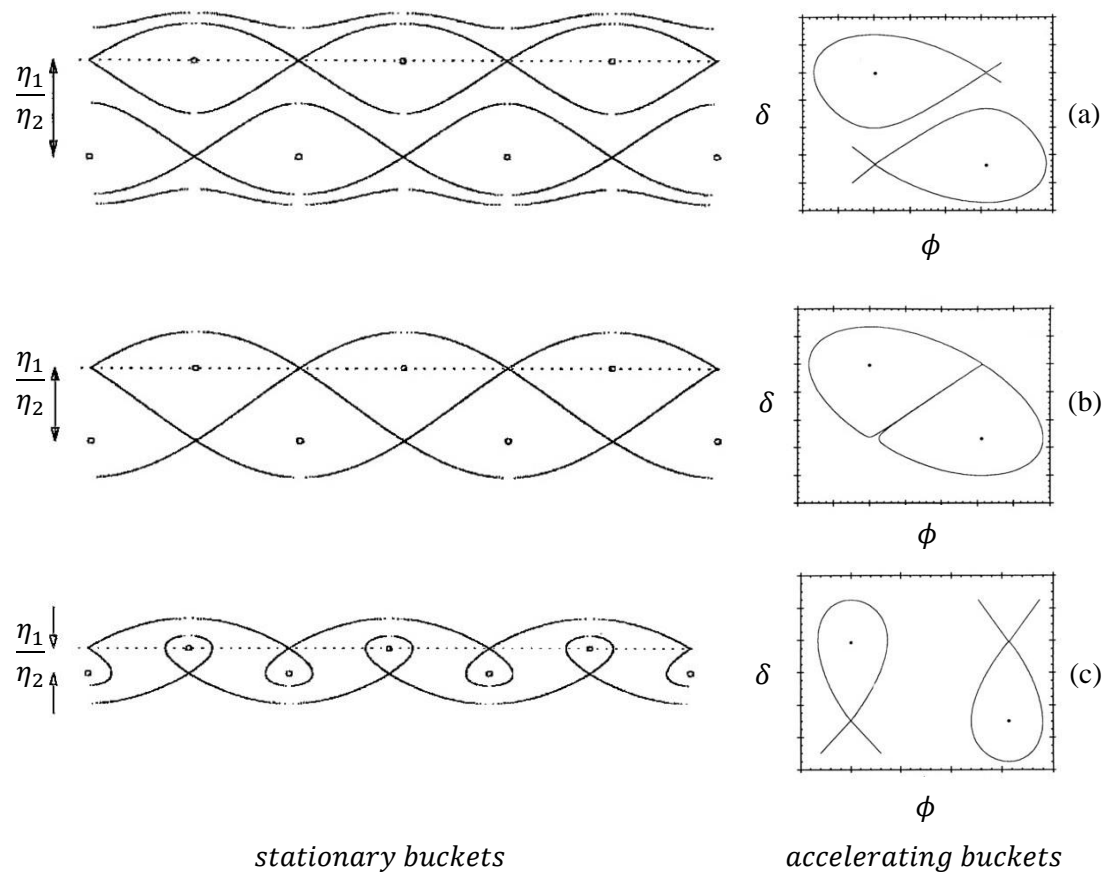 η₁
η₂
δ
(a)
ϕ
η₁
η₂
δ
(b)
ϕ
η₁
η₂
δ
(c)
ϕ
stationary buckets
accelerating buckets